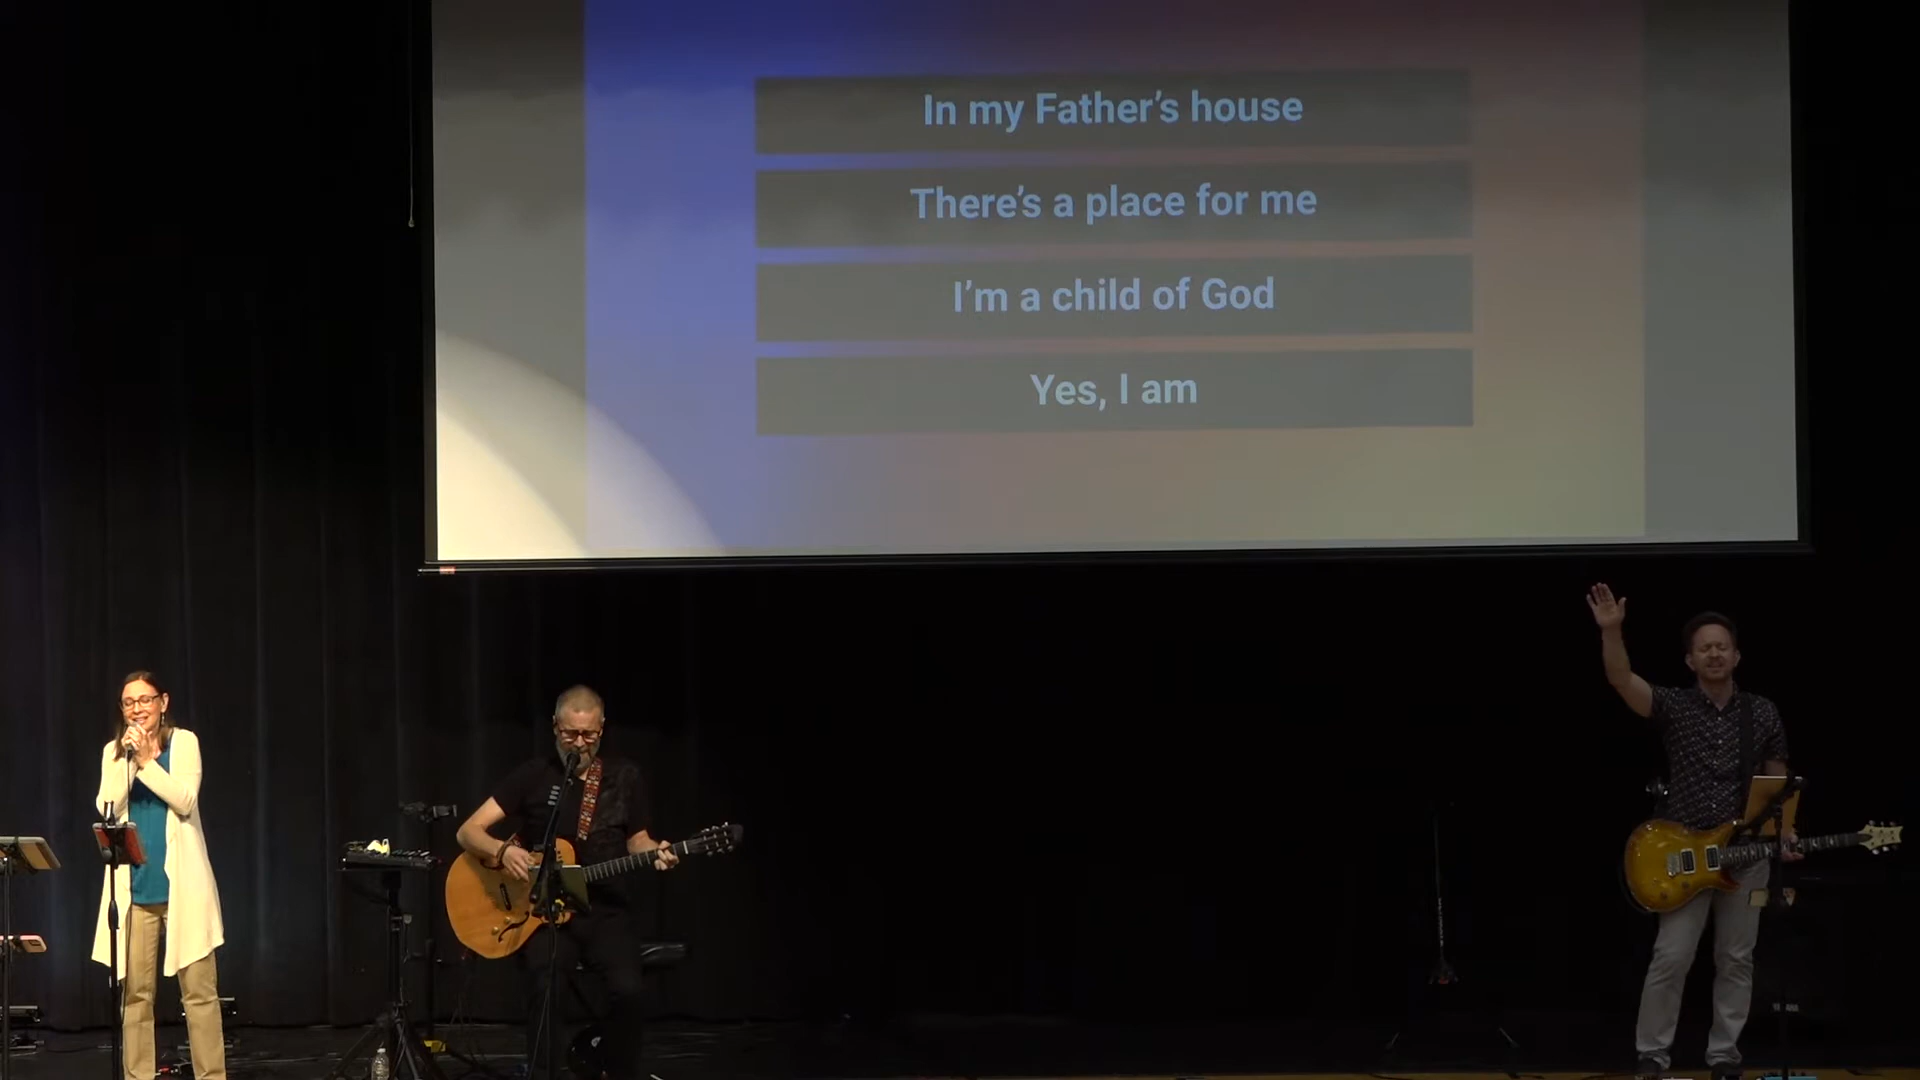 In my Father's house
There's a place for me
I'm a child of God
Yes, I am